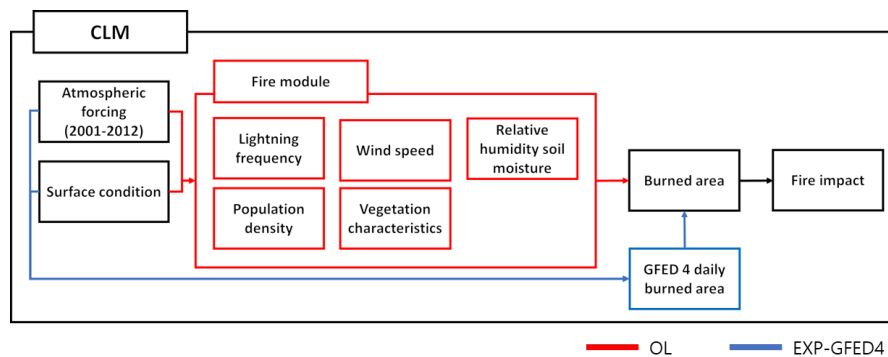 CLM
Fire module
Atmospheric
forcing
(2001-2012)
Lightning
frequency
Wind speed
Relative
humidity soil
moisture
Surface condition
Population
density
Vegetation
characteristics
Burned area
Fire impact
GFED 4 daily
burned area
OL
EXP-GFED4